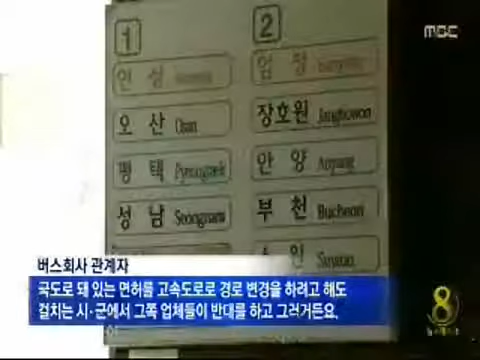 MBC
1
2
안 성
오 산 Osan
장호원 Janghowon
평 택 Pyeongtaek
안 양 Anyang
성 남 Seongnam
부 천 Bucheon
Suwon
버스회사 관계자
국도로 돼 있는 면허를 고속도로로 경로 변경을 하려고 해도
걸치는 시·군에서 그쪽 업체들이 반대를 하고 그러거든요.
8